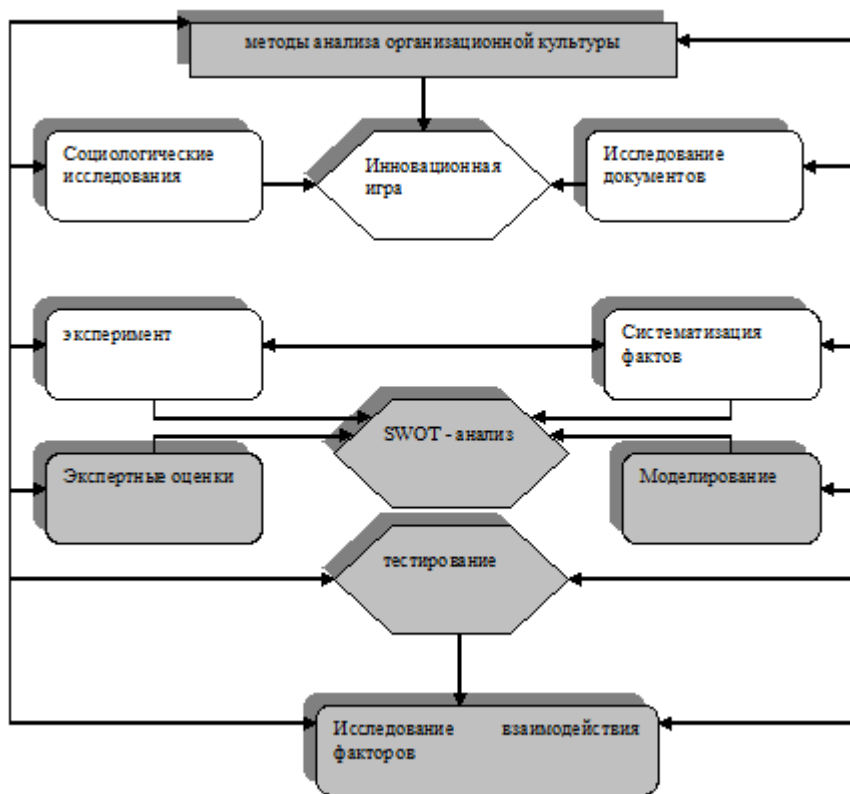 методы анализа организационной культуры
Социологические
исследования
Инновационная
игра
Исследование
документов
эксперимент
Систематизация
фактов
SWOT - анализ
Экспертные оценки
Моделирование
тестирование
Исследование взаимодействия
факторов